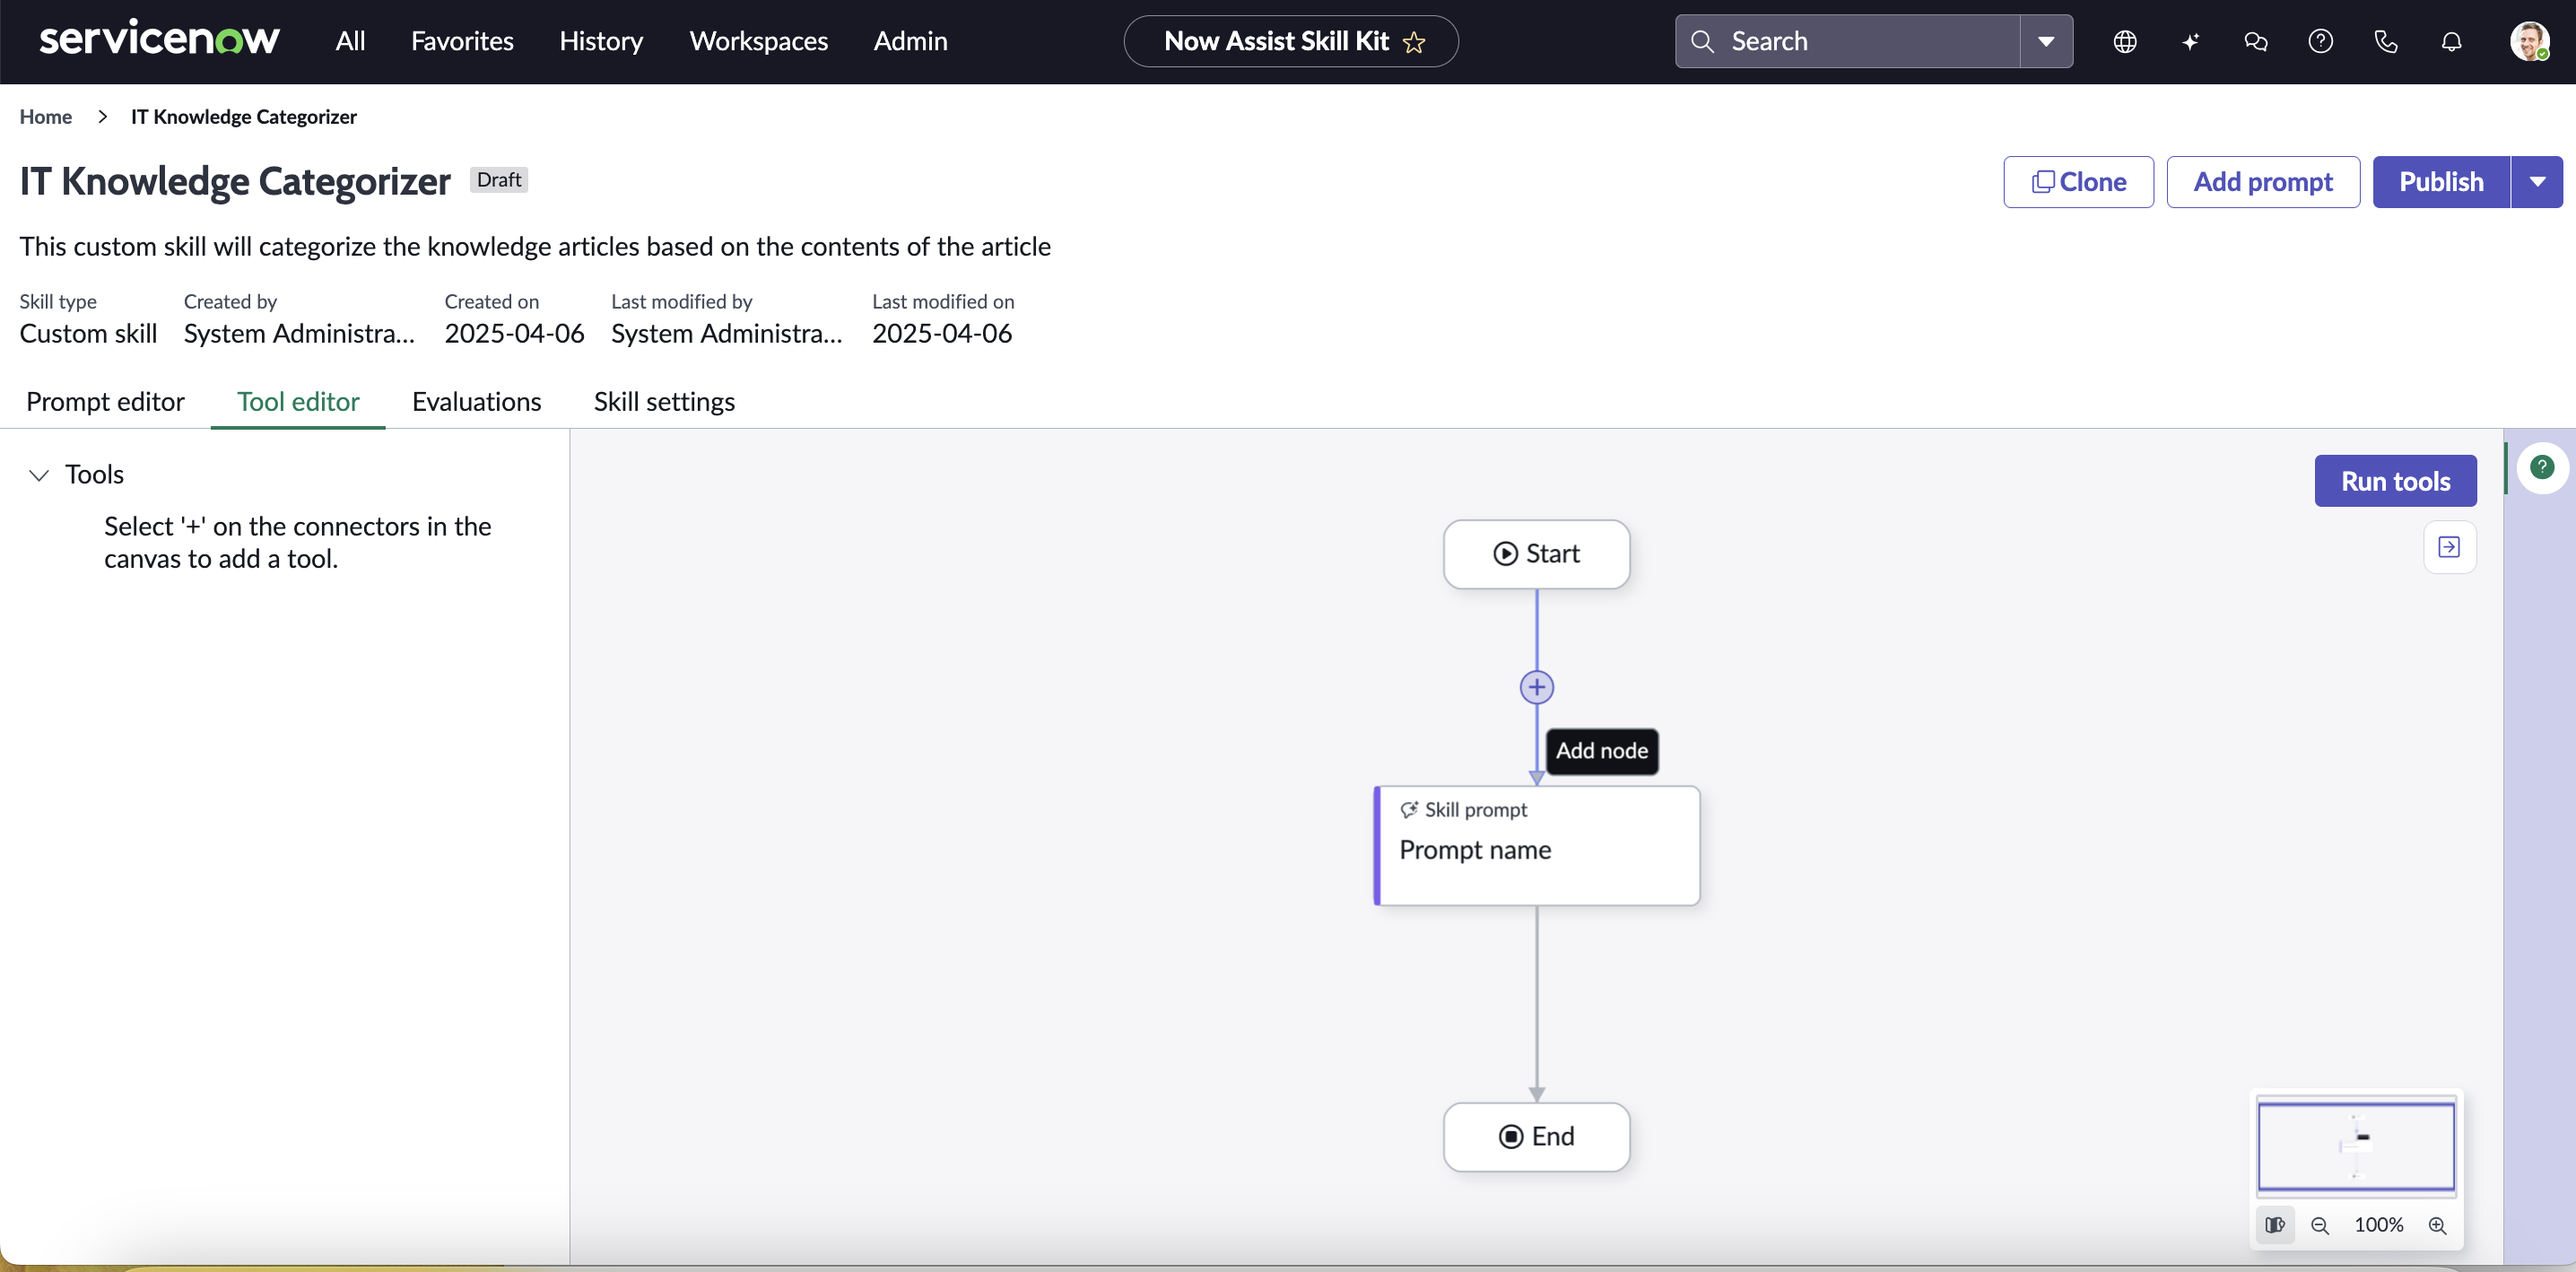 servicenow All Favorites History Workspaces Admin Now Assist Skill Kit Search
Home > IT Knowledge Categorizer
IT Knowledge Categorizer Draft Clone Add prompt Publish
This custom skill will categorize the knowledge articles based on the contents of the article
Skill type Created by Created on Last modified by Last modified on
Custom skill System Administra... 2025-04-06 System Administra... 2025-04-06
Prompt editor Tool editor Evaluations Skill settings
Tools
Select '+' on the connectors in the
canvas to add a tool.
Run tools
Start
Add node
Skill prompt
Prompt name
End
100%